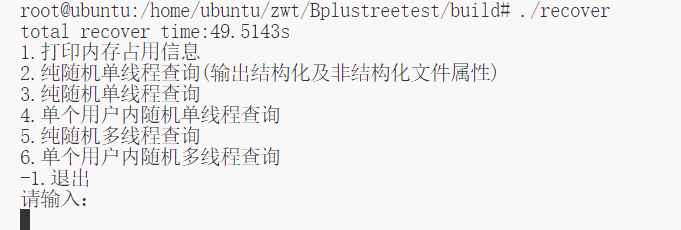 root@ubuntu:/home/ubuntu/zwt/Bplustreetest/build# ./recover
total recover time:49.5143s
1.打印内存占用信息
2.纯随机单线程查询(输出结构化及非结构化文件属性)
3.纯随机单线程查询
4.单个用户内随机单线程查询
5.纯随机多线程查询
6.单个用户内随机多线程查询
-1.退出
请输入: